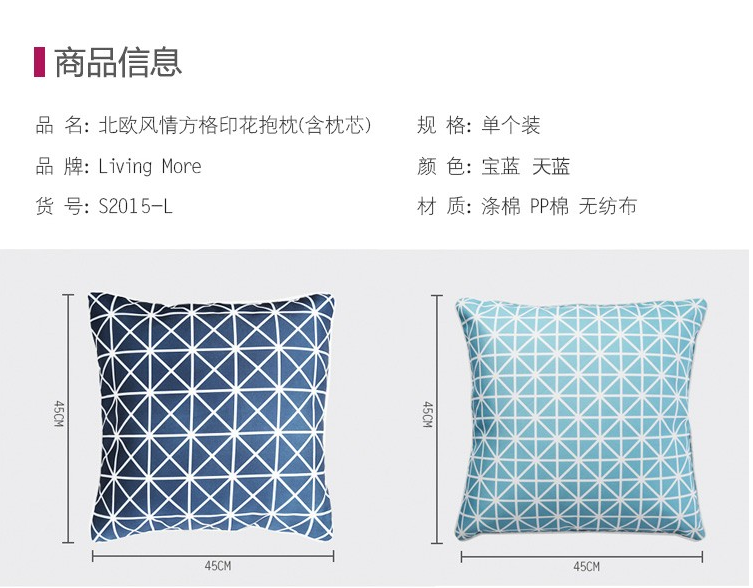 商品信息
品 名: 北欧风情方格印花抱枕(含枕芯)
规 格: 单个装
品 牌: Living More
颜 色: 宝蓝 天蓝
货 号: S2015-L
材 质: 涤棉 PP棉 无纺布
45CM
45CM
45CM
45CM